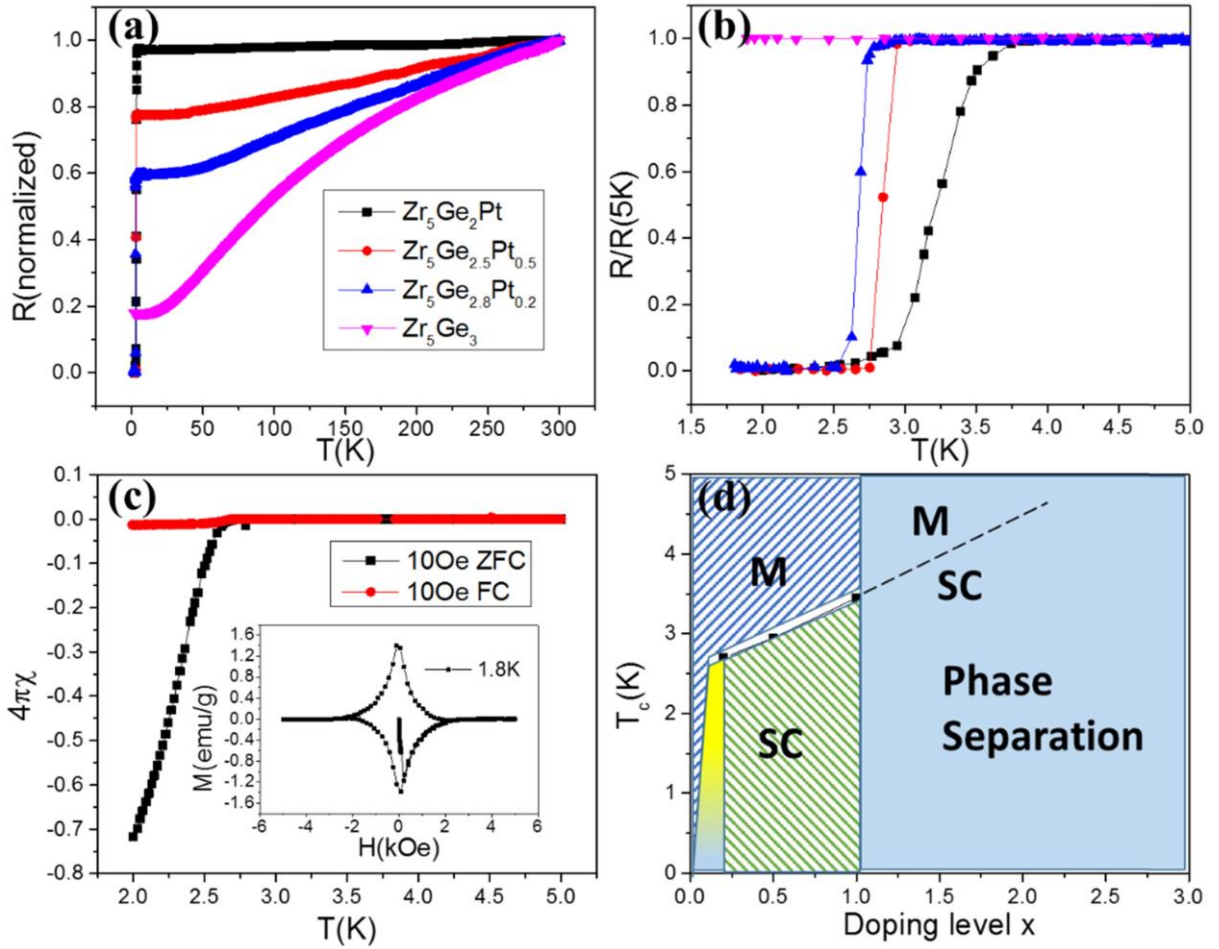 (a)
1.0
0.8
0.6
0.4
0.2
0.0
R(normalized)
Zr5Ge2Pt
Zr5Ge2.5Pt0.5
Zr5Ge2.8Pt0.2
Zr5Ge3
0 50 100 150 200 250 300
T(K)
(b)
1.0
0.8
0.6
0.4
0.2
0.0
R/R(5K)
1.5 2.0 2.5 3.0 3.5 4.0 4.5 5.0
T(K)
(c)
0.1
0.0
-0.1
-0.2
-0.3
-0.4
-0.5
-0.6
-0.7
-0.8
4πχ
10Oe ZFC
10Oe FC
1.6
1.2
0.8
0.4
0.0
-0.4
-0.8
-1.2
-1.6
M(emu/g)
1.8K
-6 -4 -2 0 2 4 6
H(kOe)
2.0 2.5 3.0 3.5 4.0 4.5 5.0
T(K)
(d)
5
4
3
2
1
0
Tc(K)
M
M
SC
SC
Phase
Separation
0.0 0.5 1.0 1.5 2.0 2.5 3.0
Doping level x